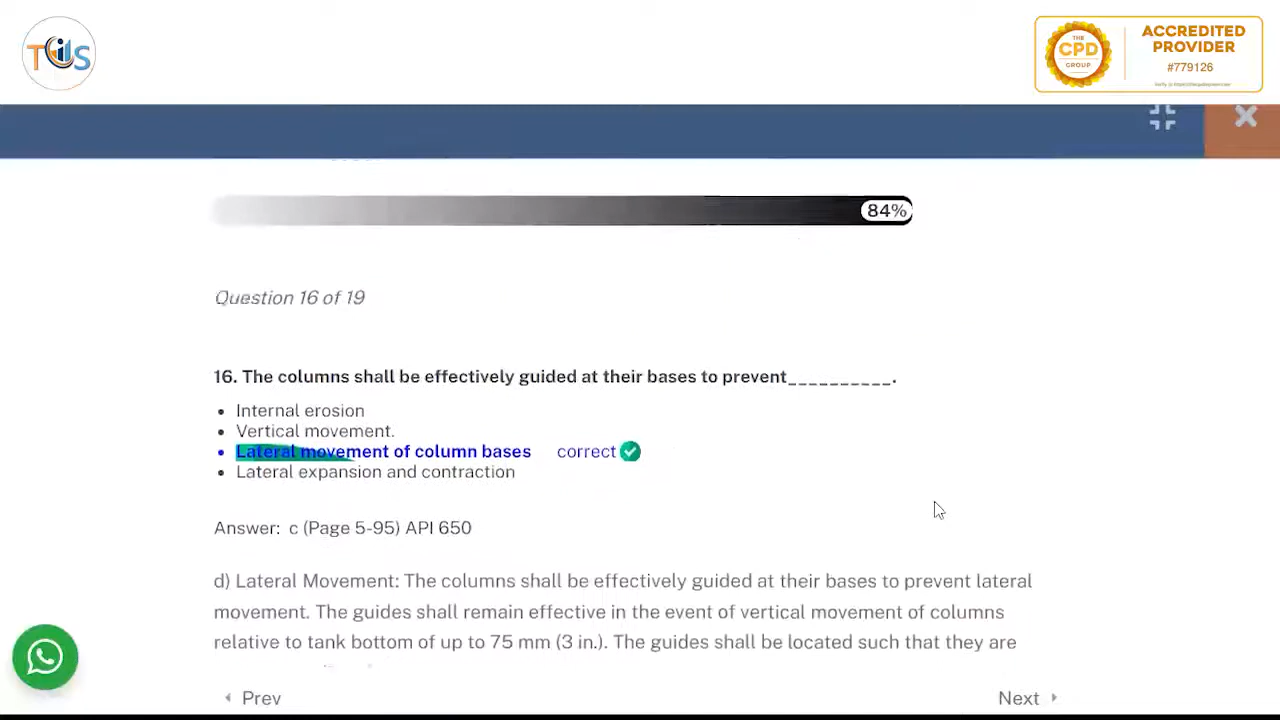 TCIS
THE
CPD
GROUP
ACCREDITED
PROVIDER
#779126
84%
Question 16 of 19
16. The columns shall be effectively guided at their bases to prevent__________.
• Internal erosion
• Vertical movement.
• Lateral movement of column bases correct
• Lateral expansion and contraction
Answer: c (Page 5-95) API 650
d) Lateral Movement: The columns shall be effectively guided at their bases to prevent lateral
movement. The guides shall remain effective in the event of vertical movement of columns
relative to tank bottom of up to 75 mm (3 in.). The guides shall be located such that they are
Prev
Next